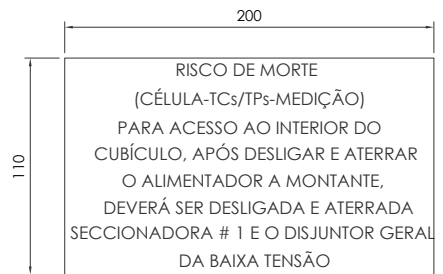 200
110
RISCO DE MORTE
(CÉLULA-TCs/TPs-MEDIÇÃO)
PARA ACESSO AO INTERIOR DO
CUBÍCULO, APÓS DESLIGAR E ATERRAR
O ALIMENTADOR A MONTANTE,
DEVERÁ SER DESLIGADA E ATERRADA
SECCIONADORA # 1 E O DISJUNTOR GERAL
DA BAIXA TENSÃO